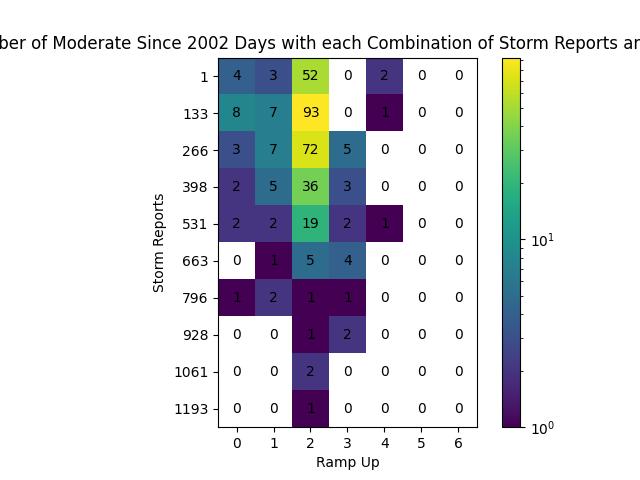 of Moderate Since 2002 Days with each Combination of Storm Reports
1 4 3 52 0 2 0 0
133 8 7 93 0 1 0 0
266 3 7 72 5 0 0 0
398 2 5 36 3 0 0 0
531 2 2 19 2 1 0 0
663 0 1 5 4 0 0 0
796 1 2 1 1 0 0 0
928 0 0 1 2 0 0 0
1061 0 0 2 0 0 0 0
1193 0 0 1 0 0 0 0
0 1 2 3 4 5 6
Ramp Up
Storm Reports
10¹
10⁰